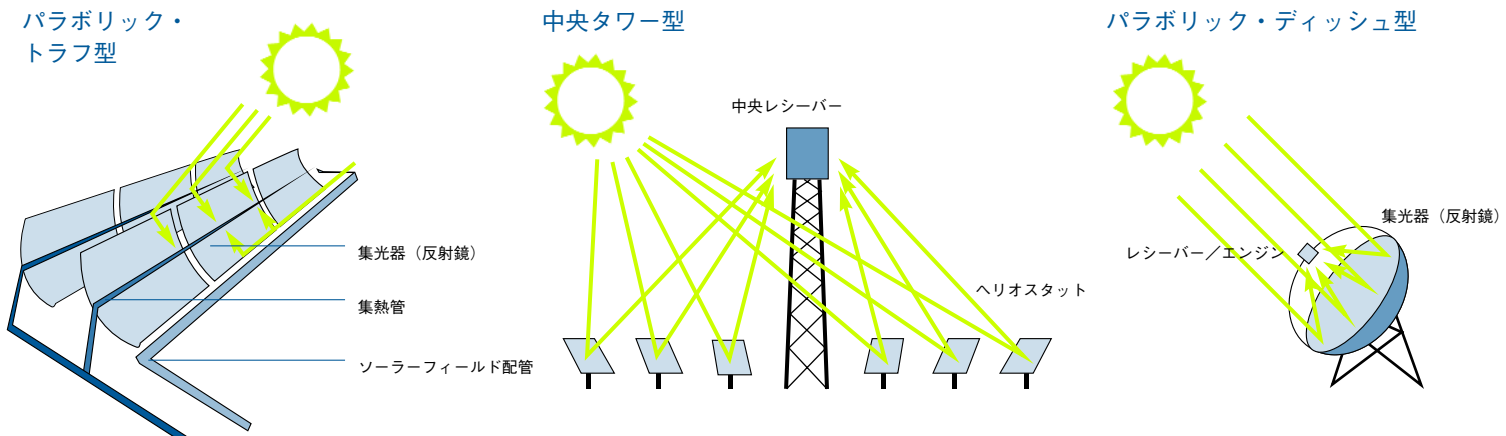 パラボリック・
トラフ型
集光器（反射鏡）
集熱管
ソーラーフィールド配管
中央タワー型
中央レシーバー
ヘリオスタット
パラボリック・ディッシュ型
集光器（反射鏡）
レシーバー／エンジン